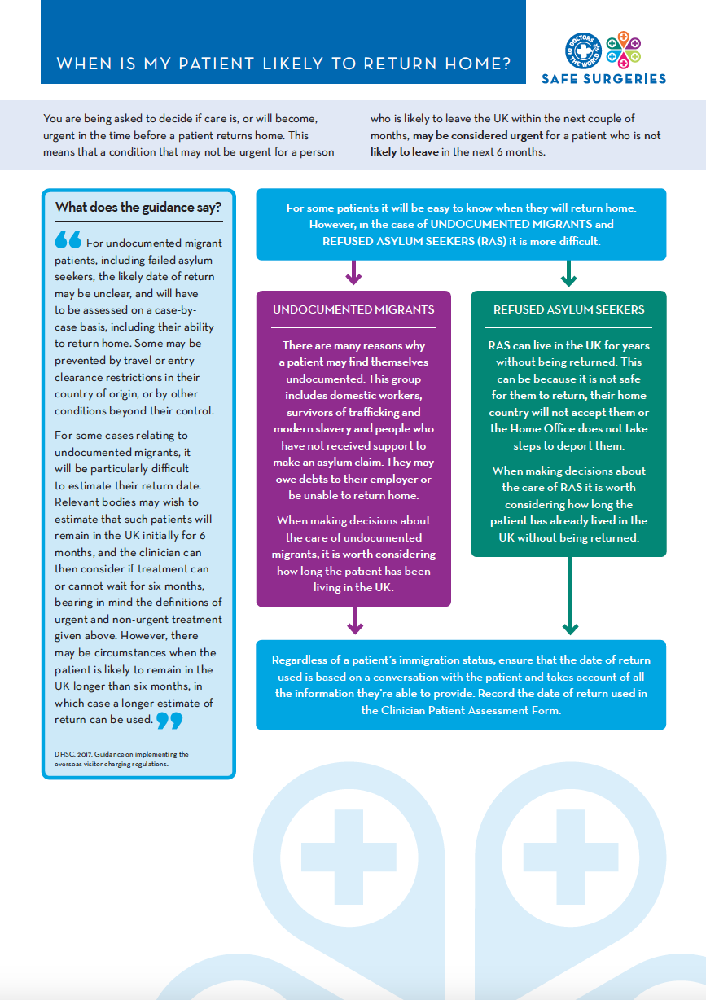 WHEN IS MY PATIENT LIKELY TO RETURN HOME?
DOCTORS
OF THE WORLD
SAFE SURGERIES
You are being asked to decide if care is, or will become,
urgent in the time before a patient returns home. This
means that a condition that may not be urgent for a person
who is likely to leave the UK within the next couple of
months, may be considered urgent for a patient who is not
likely to leave in the next 6 months.
What does the guidance say?
“ For undocumented migrant
patients, including failed asylum
seekers, the likely date of return
may be unclear, and will have
to be assessed on a case-by-
case basis, including their ability
to return home. Some may be
prevented by travel or entry
clearance restrictions in their
country of origin, or by other
conditions beyond their control.
For some cases relating to
undocumented migrants, it
will be particularly difficult
to estimate their return date.
Relevant bodies may wish to
estimate that such patients will
remain in the UK initially for 6
months, and the clinician can
then consider if treatment can
or cannot wait for six months,
bearing in mind the definitions of
urgent and non-urgent treatment
given above. However, there
may be circumstances when the
patient is likely to remain in the
UK longer than six months, in
which case a longer estimate of
return can be used. ”
DHSC. 2017. Guidance on implementing the
overseas visitor charging regulations.
For some patients it will be easy to know when they will return home.
However, in the case of UNDOCUMENTED MIGRANTS and
REFUSED ASYLUM SEEKERS (RAS) it is more difficult.
UNDOCUMENTED MIGRANTS
There are many reasons why
a patient may find themselves
undocumented. This group
includes domestic workers,
survivors of trafficking and
modern slavery and people who
have not received support to
make an asylum claim. They may
owe debts to their employer or
be unable to return home.
When making decisions about
the care of undocumented
migrants, it is worth considering
how long the patient has been
living in the UK.
REFUSED ASYLUM SEEKERS
RAS can live in the UK for years
without being returned. This
can be because it is not safe
for them to return, their home
country will not accept them or
the Home Office does not take
steps to deport them.
When making decisions about
the care of RAS it is worth
considering how long the
patient has already lived in the
UK without being returned.
Regardless of a patient’s immigration status, ensure that the date of return
used is based on a conversation with the patient and takes account of all
the information they’re able to provide. Record the date of return used in
the Clinician Patient Assessment Form.